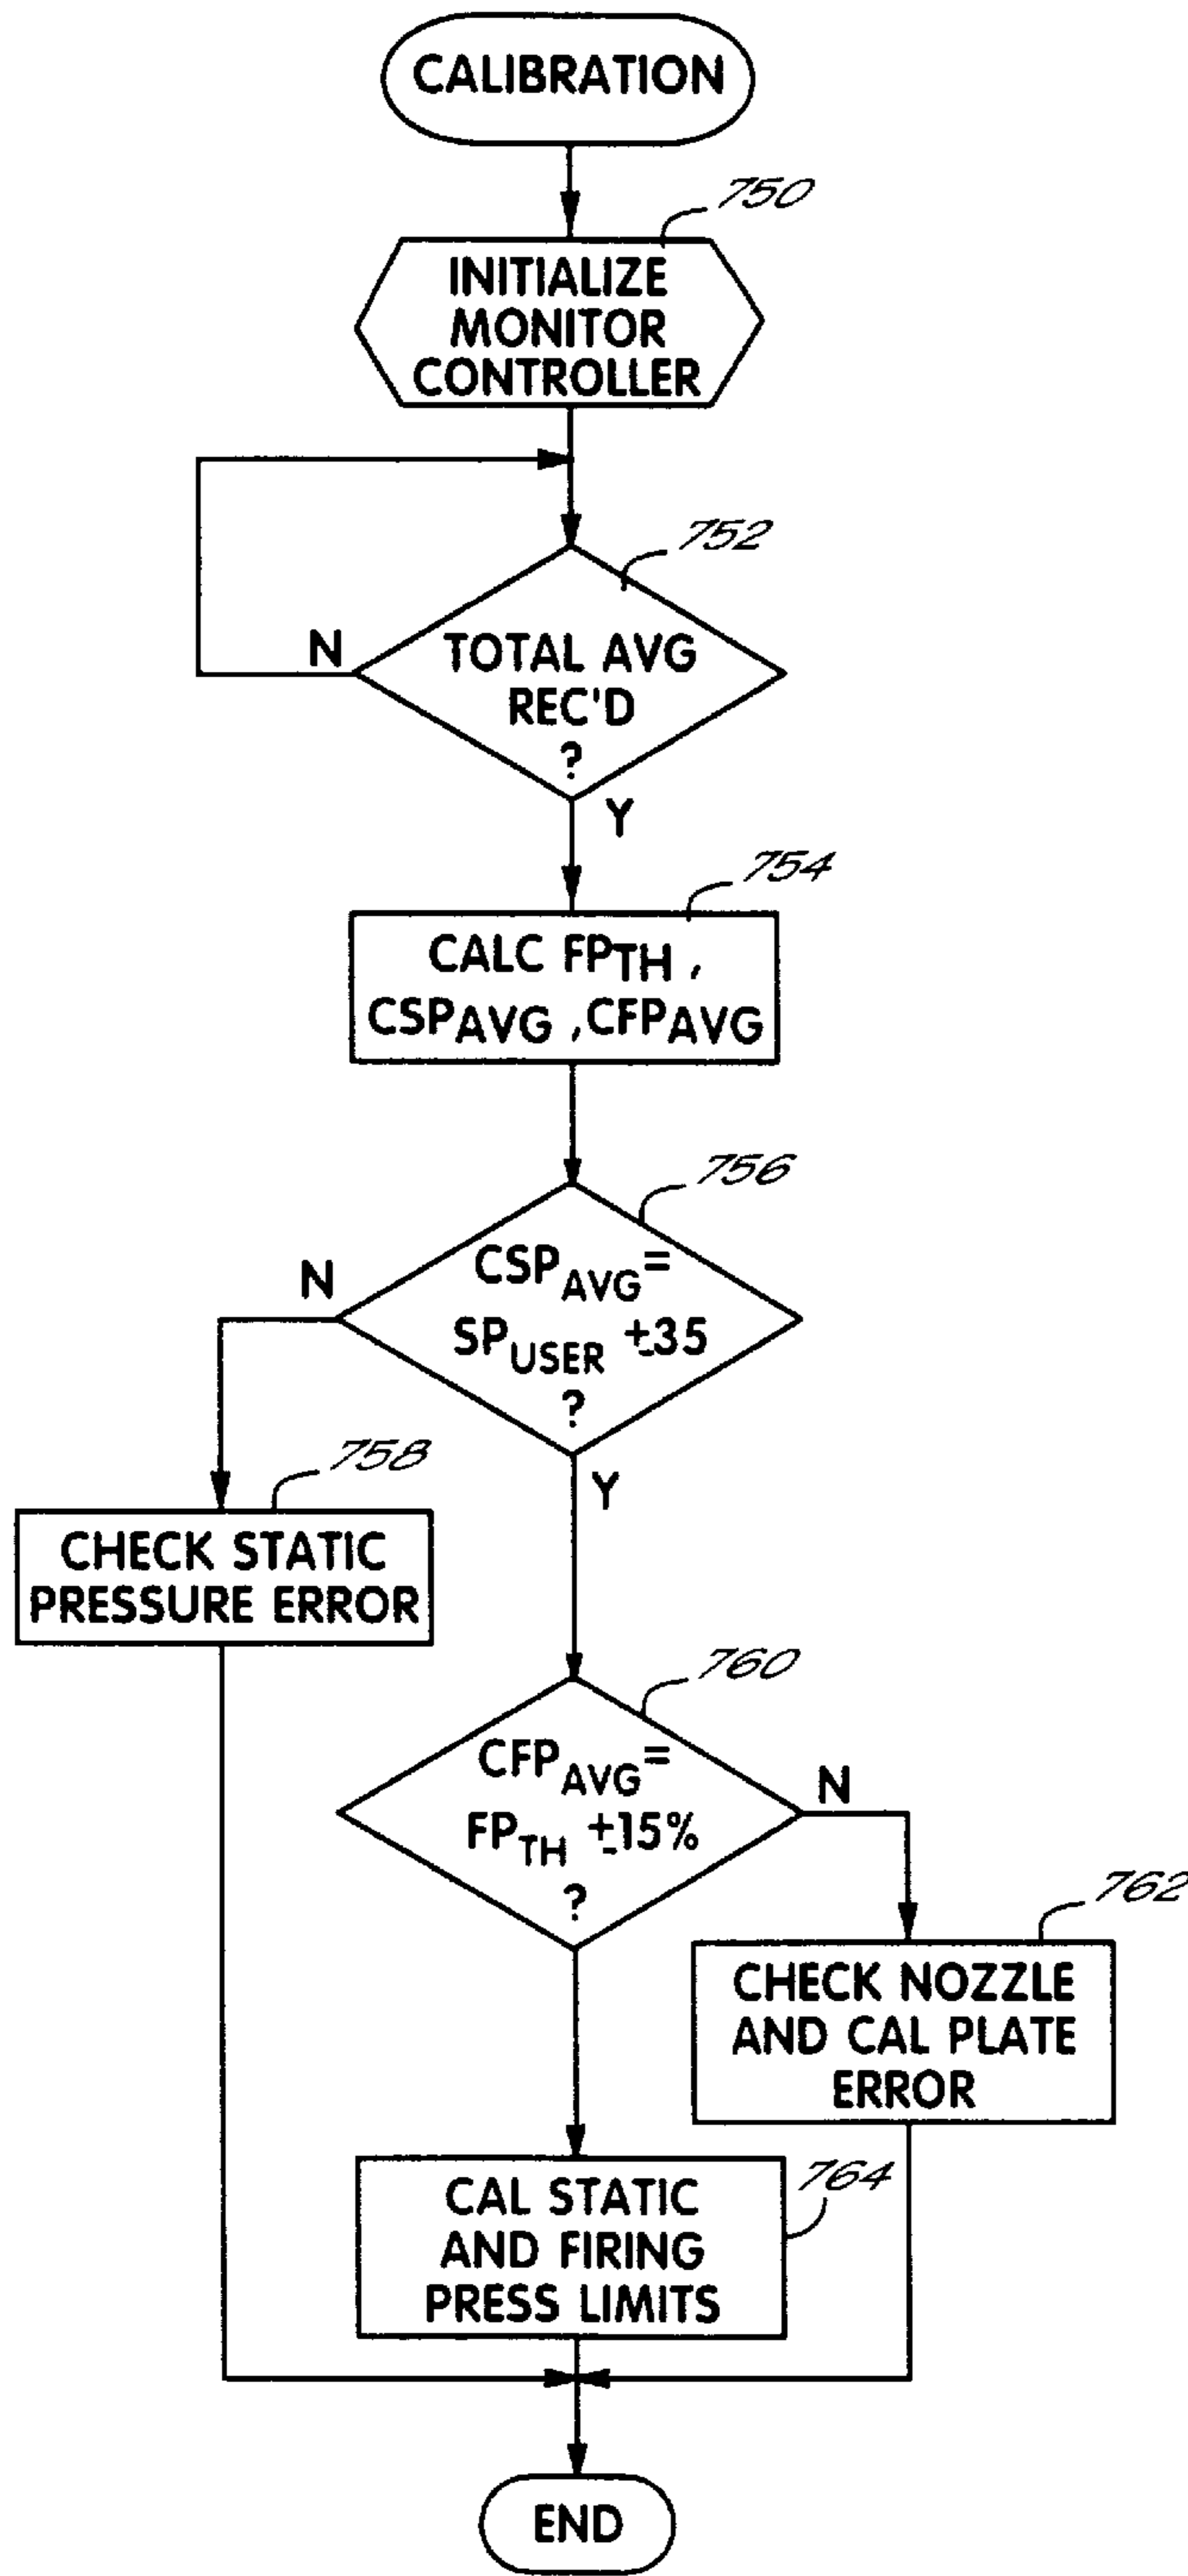 CALIBRATION
750
INITIALIZE
MONITOR
CONTROLLER
752
N
TOTAL AVG
REC'D
?
Y
754
CALC FPTH ,
CSPAVG ,CFPAVG
756
N
CSPAVG=
SPUSER ±35
?
758
Y
CHECK STATIC
PRESSURE ERROR
760
CFPAVG=
N
FPTH ±15%
?
762
CHECK NOZZLE
AND CAL PLATE
ERROR
764
CAL STATIC
AND FIRING
PRESS LIMITS
END